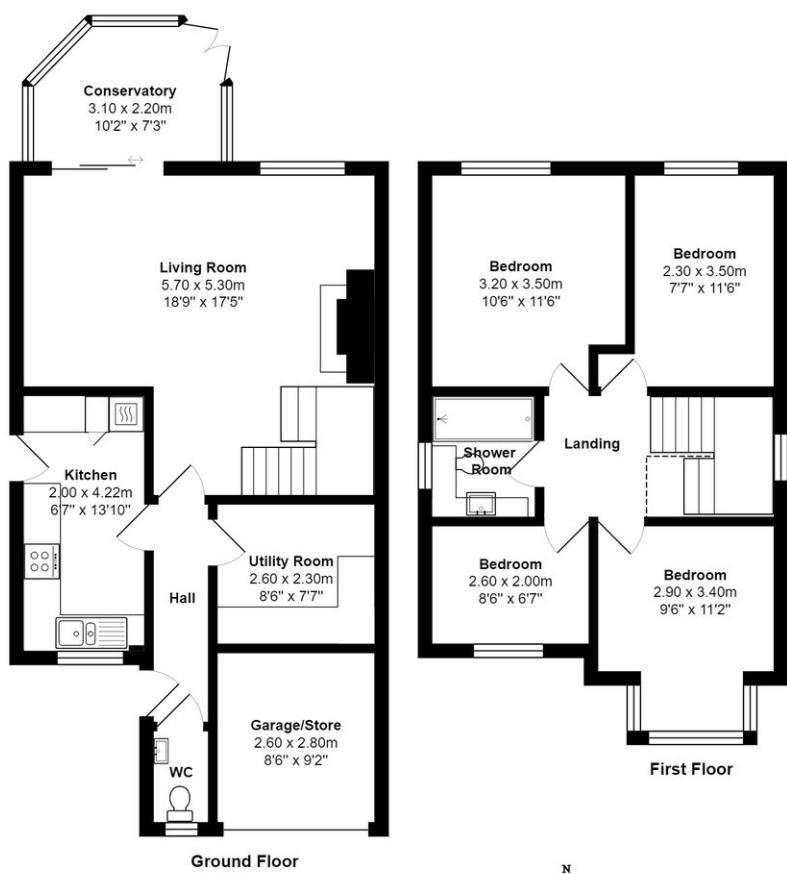 Conservatory
3.10 x 2.20m
10'2" x 7'3"
Living Room
5.70 x 5.30m
18'9" x 17'5"
Kitchen
2.00 x 4.22m
6'7" x 13'10"
Utility Room
2.60 x 2.30m
8'6" x 7'7"
Hall
Garage/Store
2.60 x 2.80m
8'6" x 9'2"
WC
Ground Floor
Bedroom
3.20 x 3.50m
10'6" x 11'6"
Bedroom
2.30 x 3.50m
7'7" x 11'6"
Shower
Room
Landing
Bedroom
2.60 x 2.00m
8'6" x 6'7"
Bedroom
2.90 x 3.40m
9'6" x 11'2"
First Floor
N